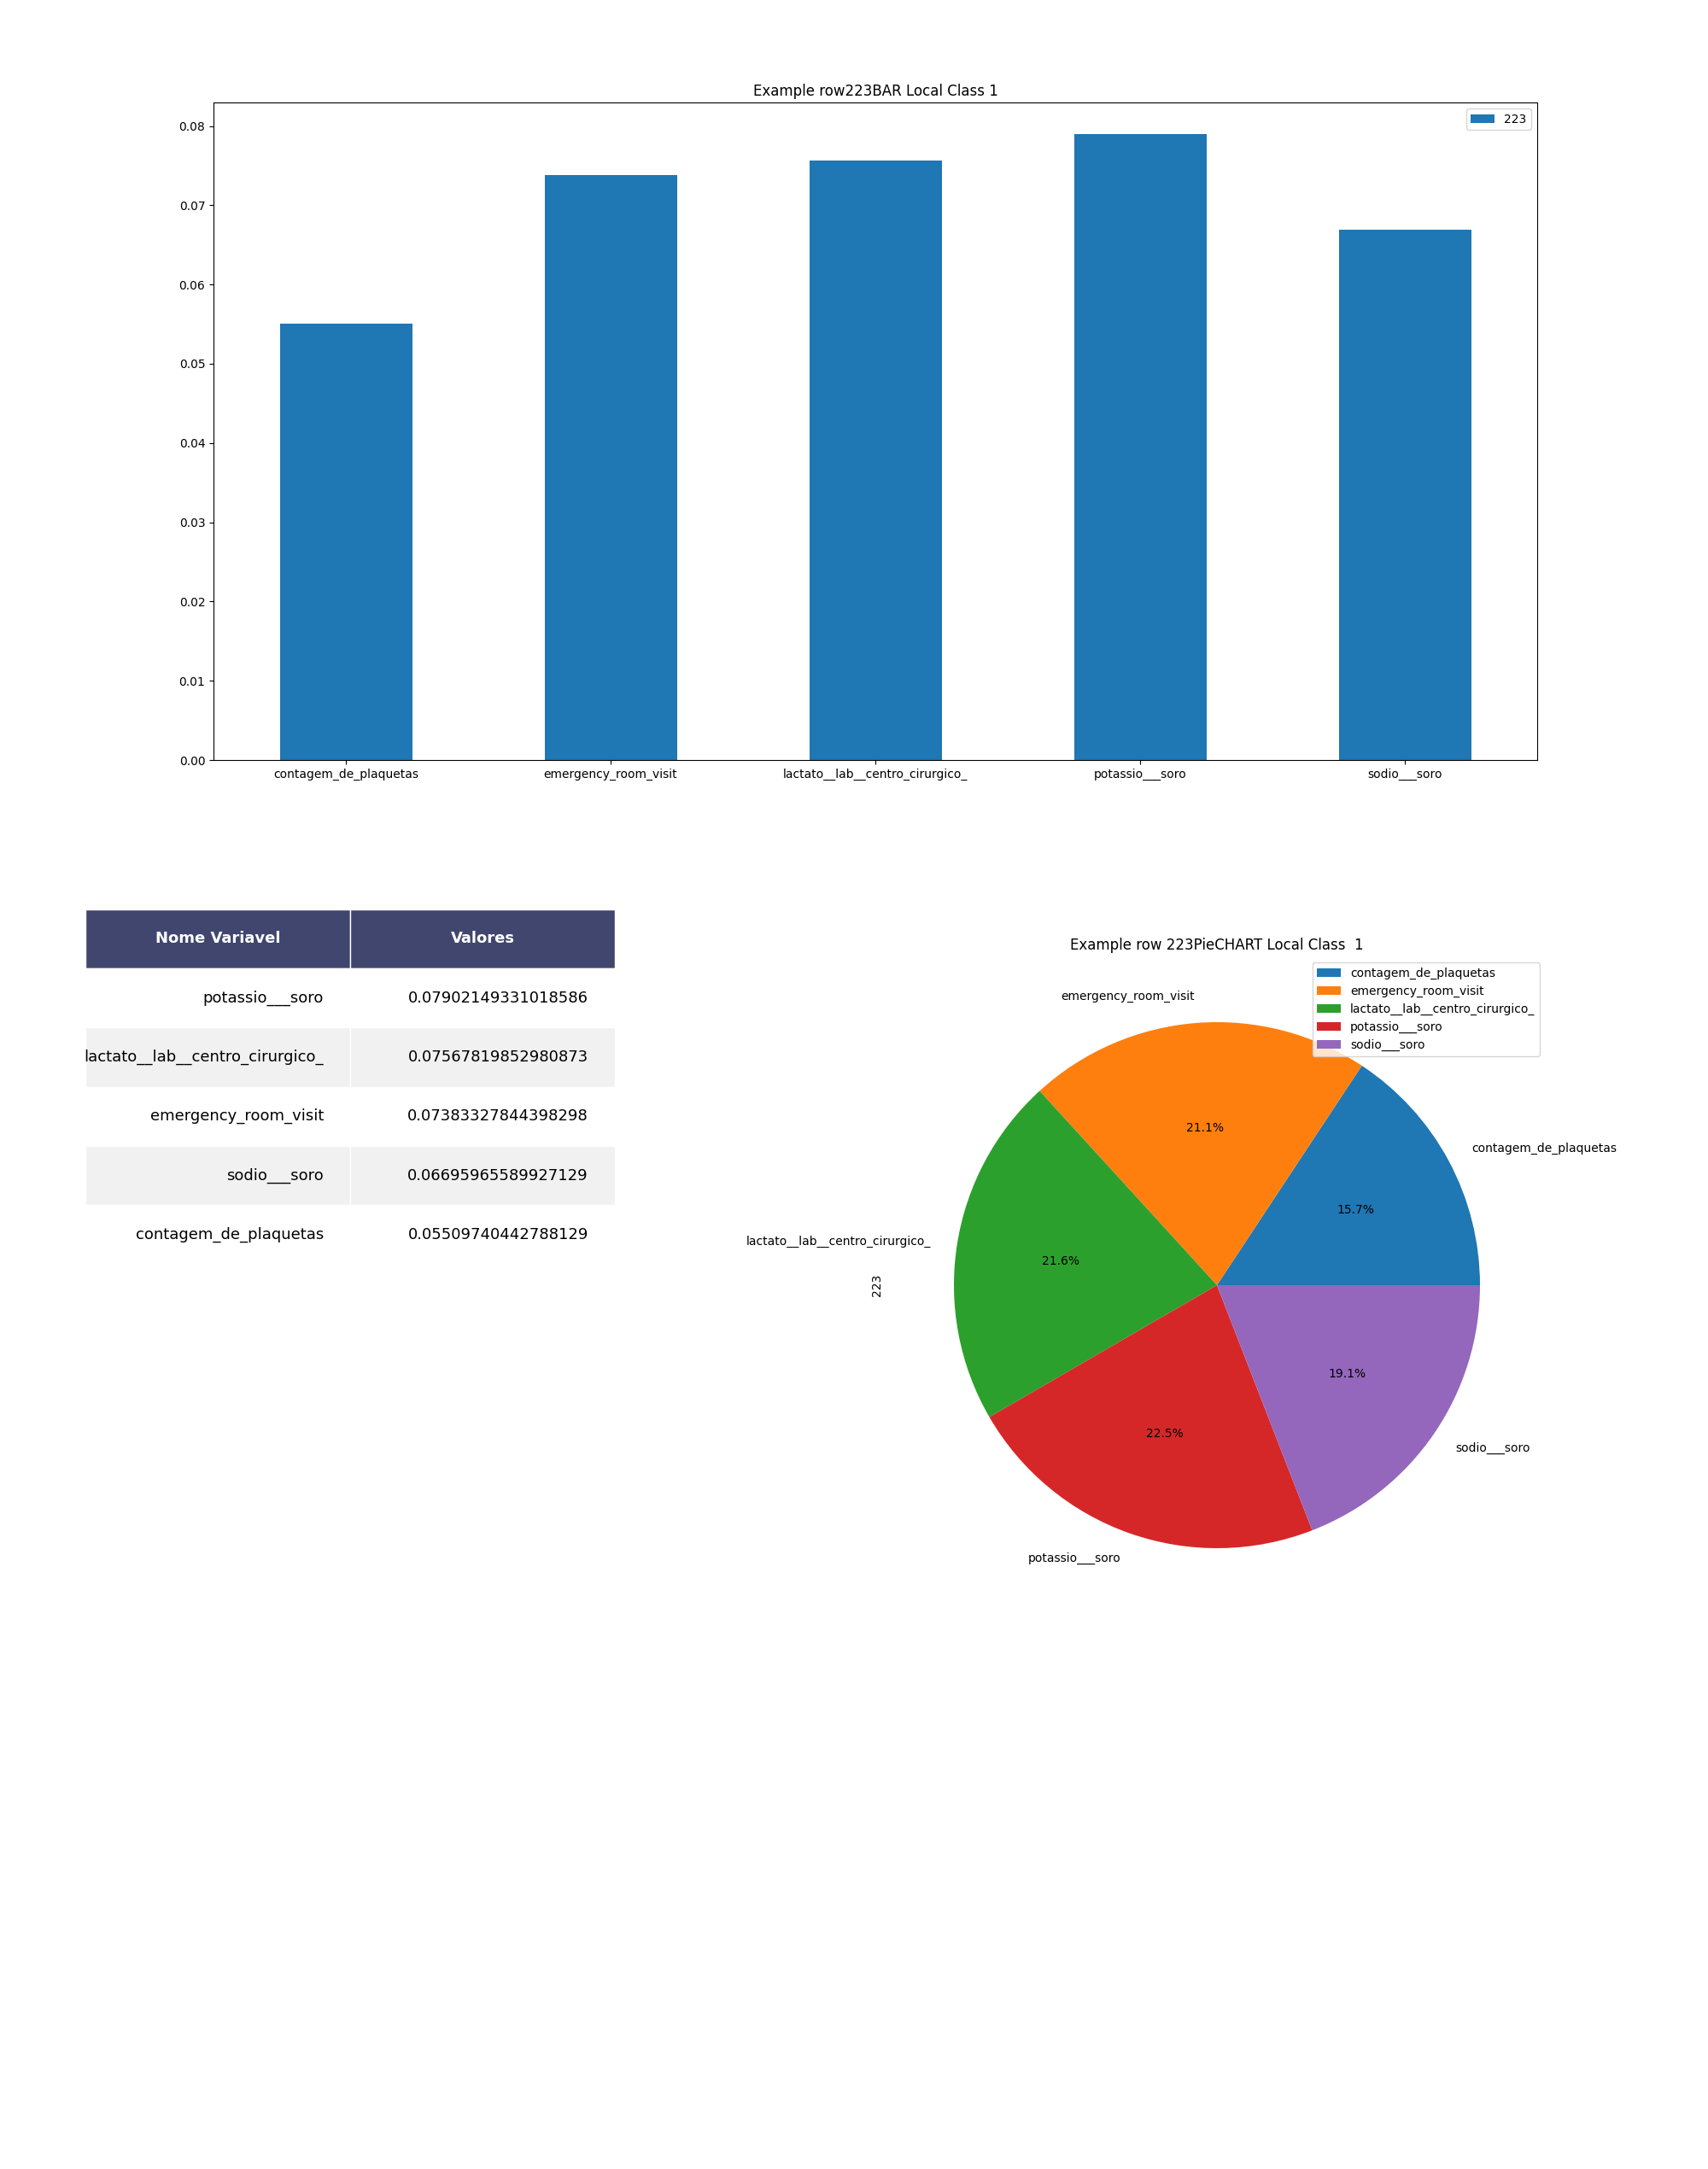 Example row223BAR Local Class 1
223
0.08
0.07
0.06
0.05
0.04
0.03
0.02
0.01
0.00
contagem_de_plaquetas emergency_room_visit lactato__lab__centro_cirurgico_ potassio___soro sodio___soro
Nome Variavel Valores
potassio___soro 0.07902149331018586
lactato__lab__centro_cirurgico_ 0.07567819852980873
emergency_room_visit 0.07383327844398298
sodio___soro 0.06695965589927129
contagem_de_plaquetas 0.05509740442788129
Example row 223PieCHART Local Class  1
contagem_de_plaquetas
emergency_room_visit
lactato__lab__centro_cirurgico_
potassio___soro
sodio___soro
emergency_room_visit
21.1%
contagem_de_plaquetas
15.7%
lactato__lab__centro_cirurgico_
21.6%
223
19.1%
22.5%
sodio___soro
potassio___soro